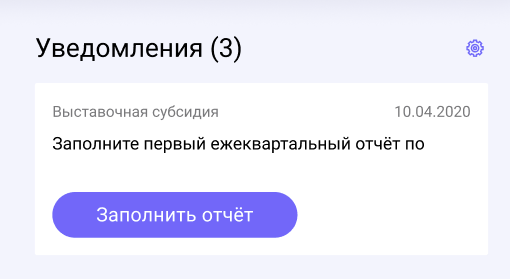 Уведомления (3)
Выставочная субсидия 10.04.2020
Заполните первый ежеквартальный отчёт по
Заполнить отчёт